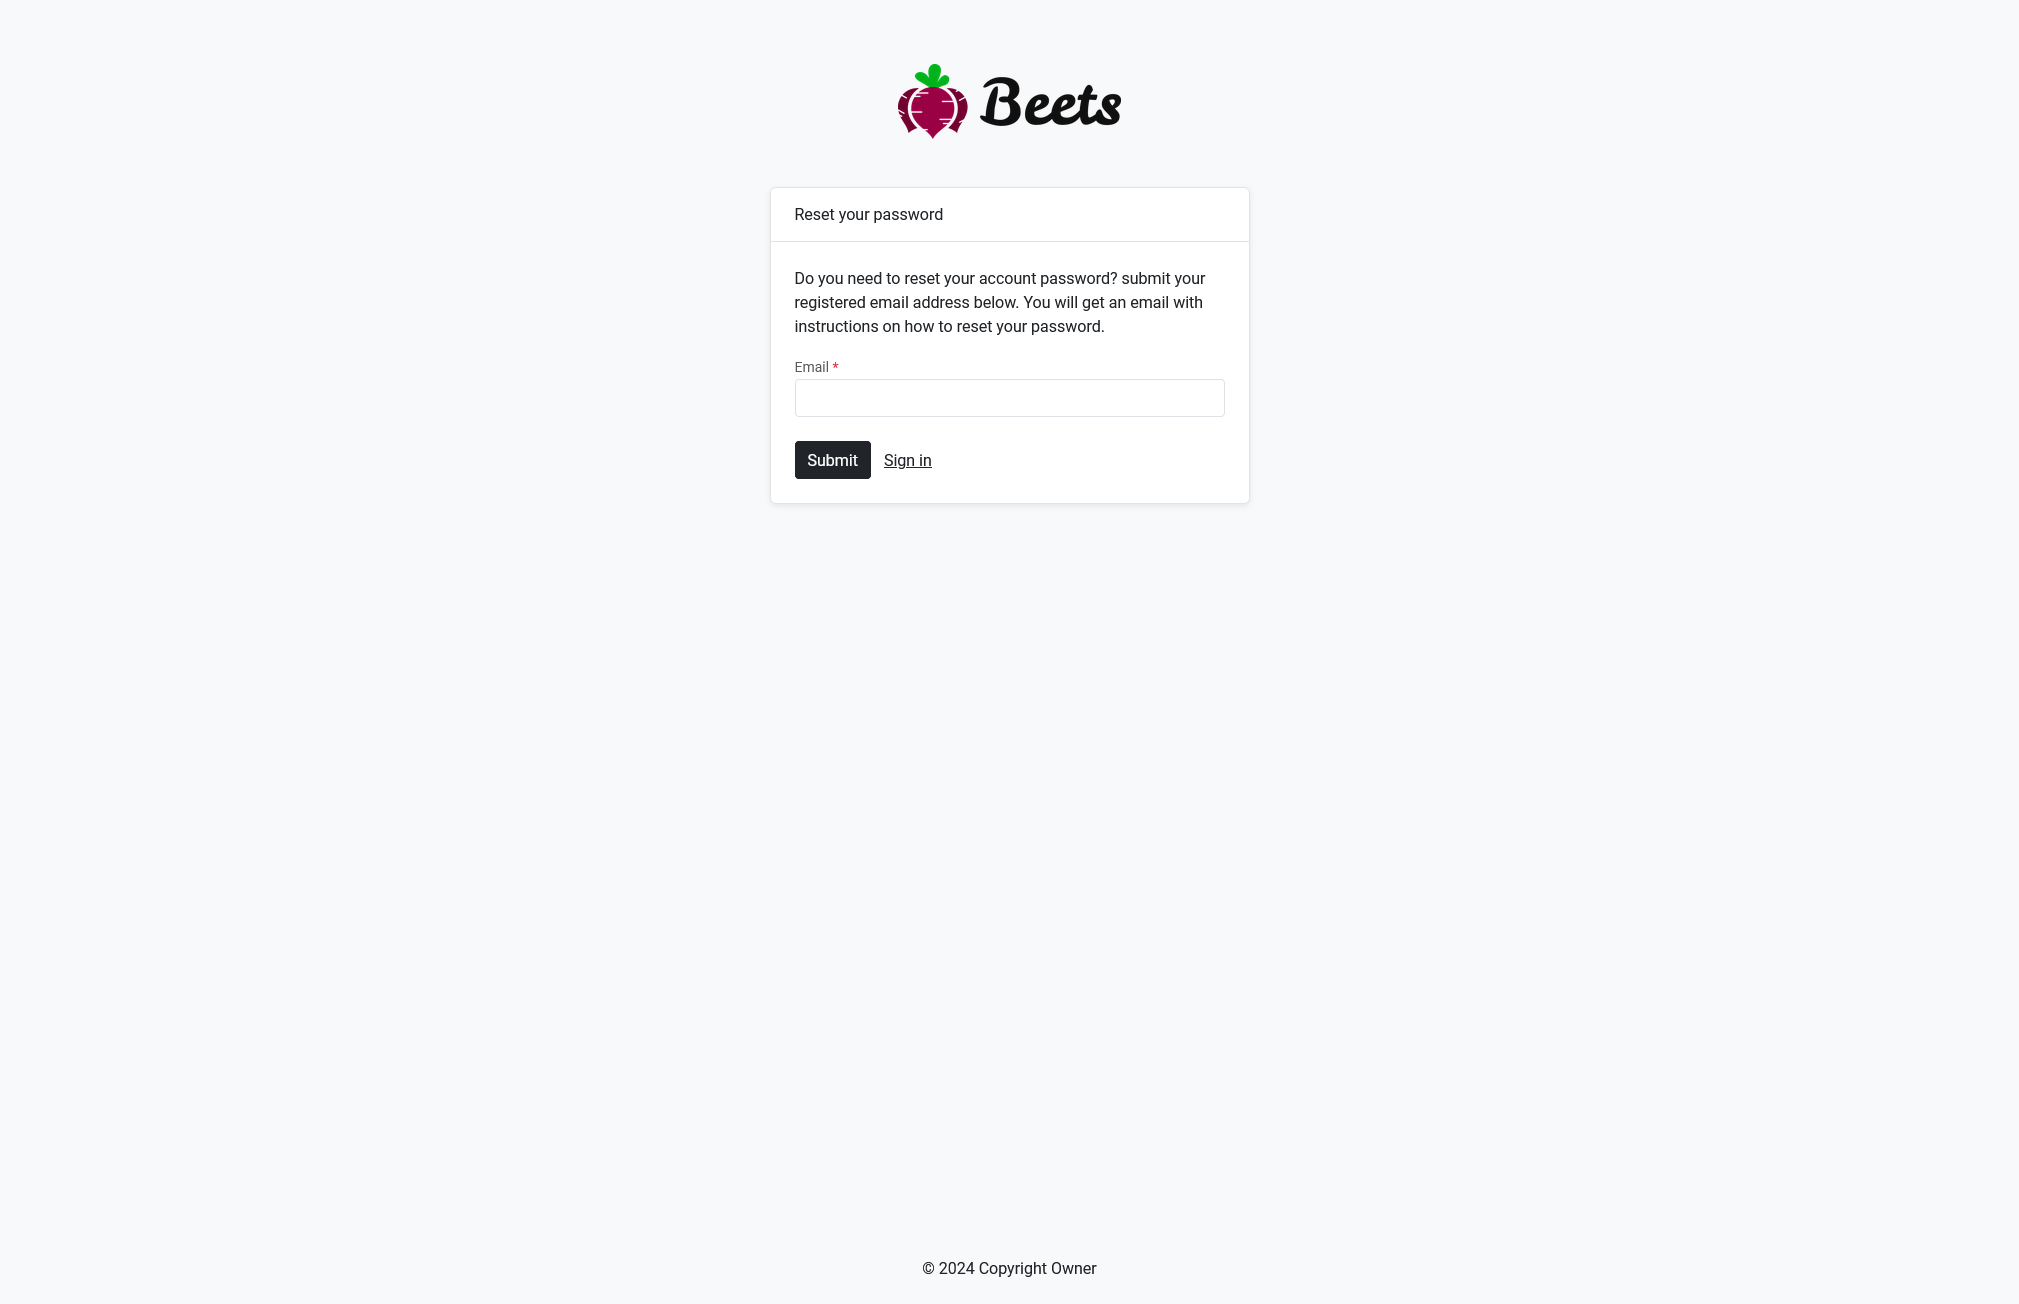 Beets
Reset your password
Do you need to reset your account password? submit your
registered email address below. You will get an email with
instructions on how to reset your password.
Email *
Submit Sign in
© 2024 Copyright Owner